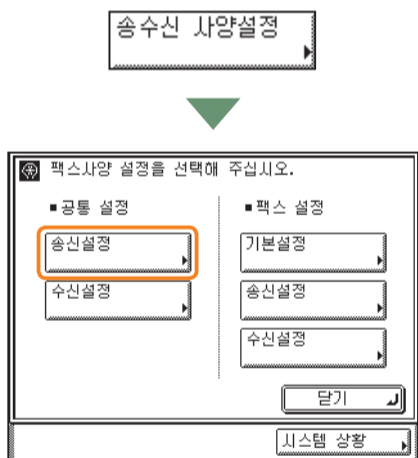 송수신 사양설정
팩스사양 설정을 선택해 주십시오.
■공통 설정
■팩스 설정
송신설정
기본설정
수신설정
송신설정
수신설정
닫기
시스템 상황